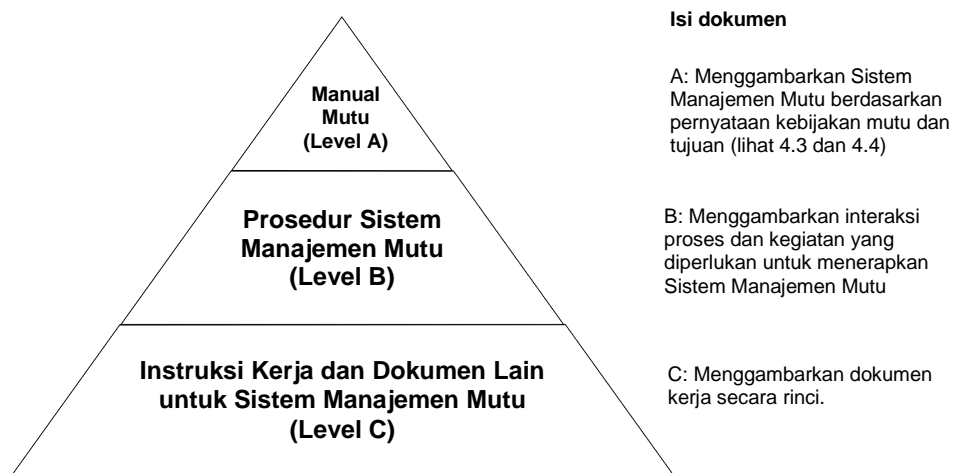 Isi dokumen
Manual
Mutu
(Level A)
A: Menggambarkan Sistem
Manajemen Mutu berdasarkan
pernyataan kebijakan mutu dan
tujuan (lihat 4.3 dan 4.4)
Prosedur Sistem
Manajemen Mutu
(Level B)
B: Menggambarkan interaksi
proses dan kegiatan yang
diperlukan untuk menerapkan
Sistem Manajemen Mutu
Instruksi Kerja dan Dokumen Lain
untuk Sistem Manajemen Mutu
(Level C)
C: Menggambarkan dokumen
kerja secara rinci.